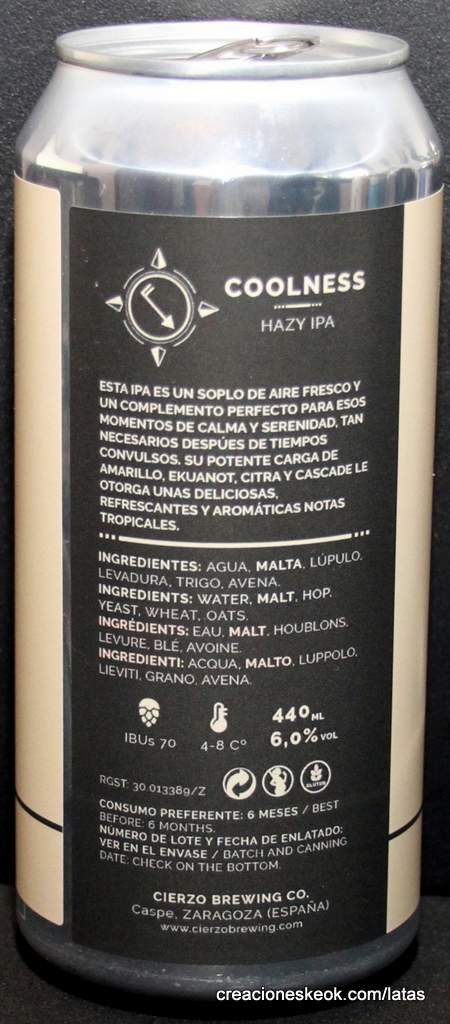 COOLNESS
HAZY IPA
ESTA IPA ES UN SOPLO DE AIRE FRESCO Y
UN COMPLEMENTO PERFECTO PARA ESOS
MOMENTOS DE CALMA Y SERENIDAD, TAN
NECESARIOS DESPÚES DE TIEMPOS
CONVULSOS. SU POTENTE CARGA DE
AMARILLO, EKUANOT, CITRA Y CASCADE LE
OTORGA UNAS DELICIOSAS,
REFRESCANTES Y AROMÁTICAS NOTAS
TROPICALES.
INGREDIENTES: AGUA, MALTA, LÚPULO.
LEVADURA, TRIGO, AVENA.
INGREDIENTS: WATER, MALT, HOP.
YEAST, WHEAT, OATS.
INGRÉDIENTS: EAU, MALT, HOUBLONS.
LEVURE, BLÉ, AVOINE.
INGREDIENTI: ACQUA, MALTO, LUPPOLO.
LIEVITI, GRANO, AVENA.
IBUs 70
4-8 Cº
440 ML
6,0% VOL
RGST: 30.013389/Z
GLUTEN
CONSUMO PREFERENTE: 6 MESES / BEST
BEFORE: 6 MONTHS.
NÚMERO DE LOTE Y FECHA DE ENLATADO:
VER EN EL ENVASE / BATCH AND CANNING
DATE: CHECK ON THE BOTTOM.
CIERZO BREWING CO.
Caspe, ZARAGOZA (ESPAÑA)
www.cierzobrewing.com
creacioneskeok.com/latas